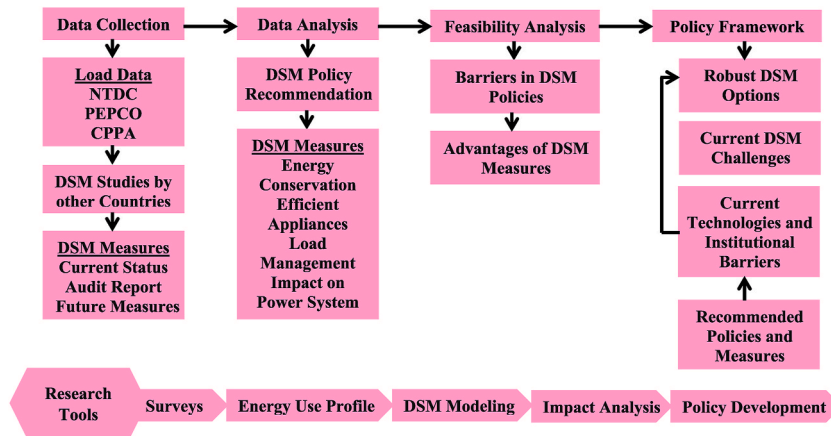 Data Collection
Load Data
NTDC
PEPCO
CPPA
DSM Studies by
other Countries
DSM Measures
Current Status
Audit Report
Future Measures
Data Analysis
DSM Policy
Recommendation
DSM Measures
Energy
Conservation
Efficient
Appliances
Load
Management
Impact on
Power System
Feasibility Analysis
Barriers in DSM
Policies
Advantages of DSM
Measures
Policy Framework
Robust DSM
Options
Current DSM
Challenges
Current
Technologies and
Institutional
Barriers
Recommended
Policies and
Measures
Research
Tools
Surveys
Energy Use Profile
DSM Modeling
Impact Analysis
Policy Development